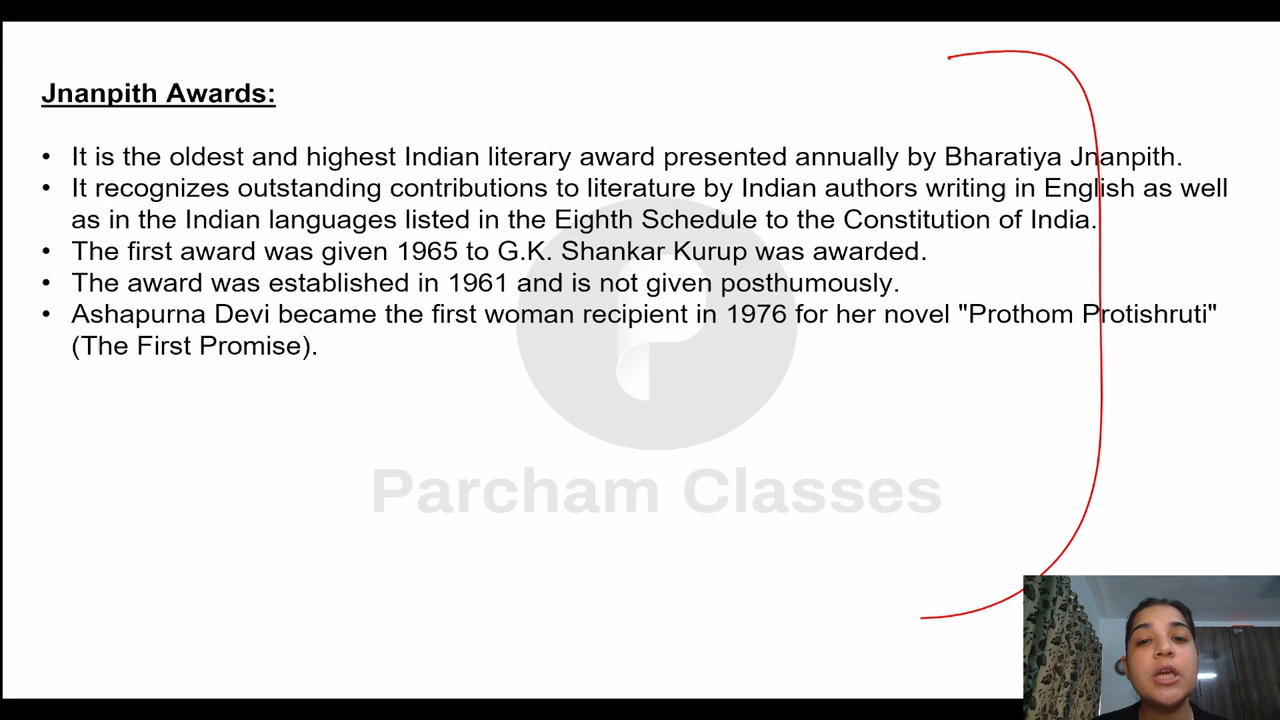 Jnanpith Awards:
• It is the oldest and highest Indian literary award presented annually by Bharatiya Jnanpith.
• It recognizes outstanding contributions to literature by Indian authors writing in English as well
as in the Indian languages listed in the Eighth Schedule to the Constitution of India.
• The first award was given 1965 to G.K. Shankar Kurup was awarded.
• The award was established in 1961 and is not given posthumously.
• Ashapurna Devi became the first woman recipient in 1976 for her novel "Prothom Protishruti"
(The First Promise).
Parcham Classes